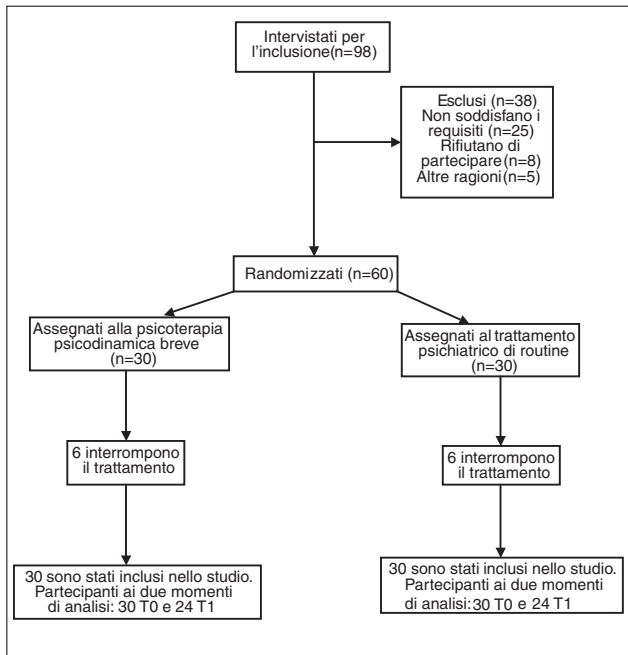 Intervistati per
l'inclusione(n=98)
Esclusi (n=38)
Non soddisfano i
requisiti (n=25)
Rifiutano di
partecipare (n=8)
Altre ragioni(n=5)
Randomizzati (n=60)
Assegnati alla psicoterapia
psicodinamica breve
(n=30)
Assegnati al trattamento
psichiatrico di routine
(n=30)
6 interrompono
il trattamento
6 interrompono
il trattamento
30 sono stati inclusi nello studio.
Partecipanti ai due momenti
di analisi: 30 T0 e 24 T1
30 sono stati inclusi nello studio.
Partecipanti ai due momenti
di analisi: 30 T0 e 24 T1